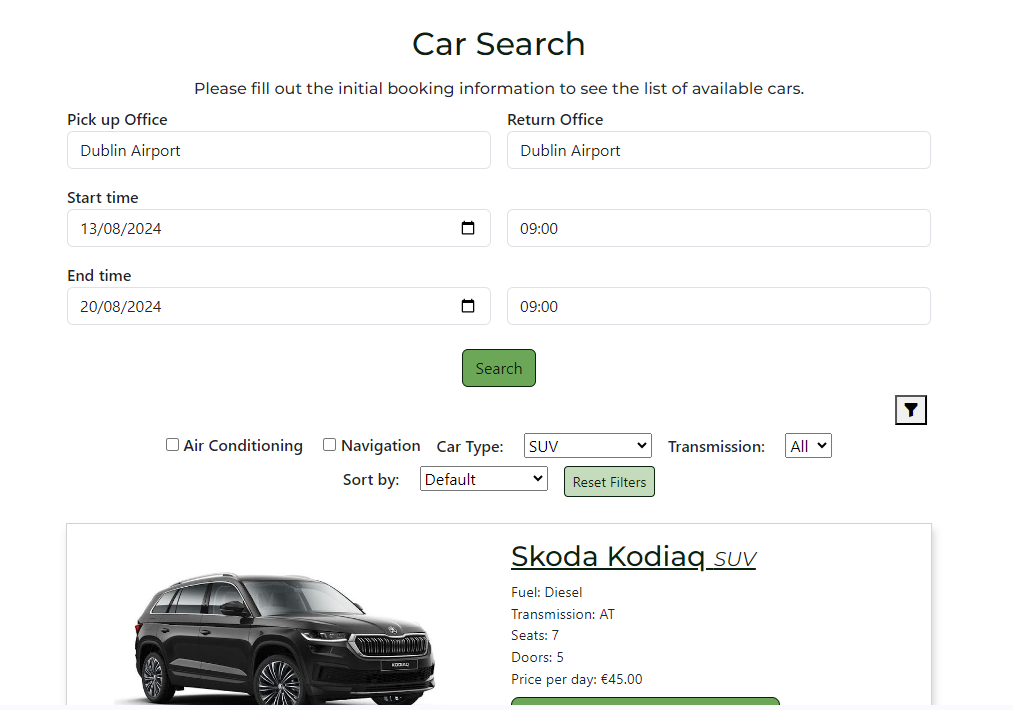 Car Search
Please fill out the initial booking information to see the list of available cars.
Pick up Office Return Office
Dublin Airport Dublin Airport
Start time
13/08/2024 09:00
End time
20/08/2024 09:00
Search
Air Conditioning Navigation Car Type: SUV Transmission: All
Sort by: Default Reset Filters
Skoda Kodiaq SUV
Fuel: Diesel
Transmission: AT
Seats: 7
Doors: 5
Price per day: €45.00
KODIAQ